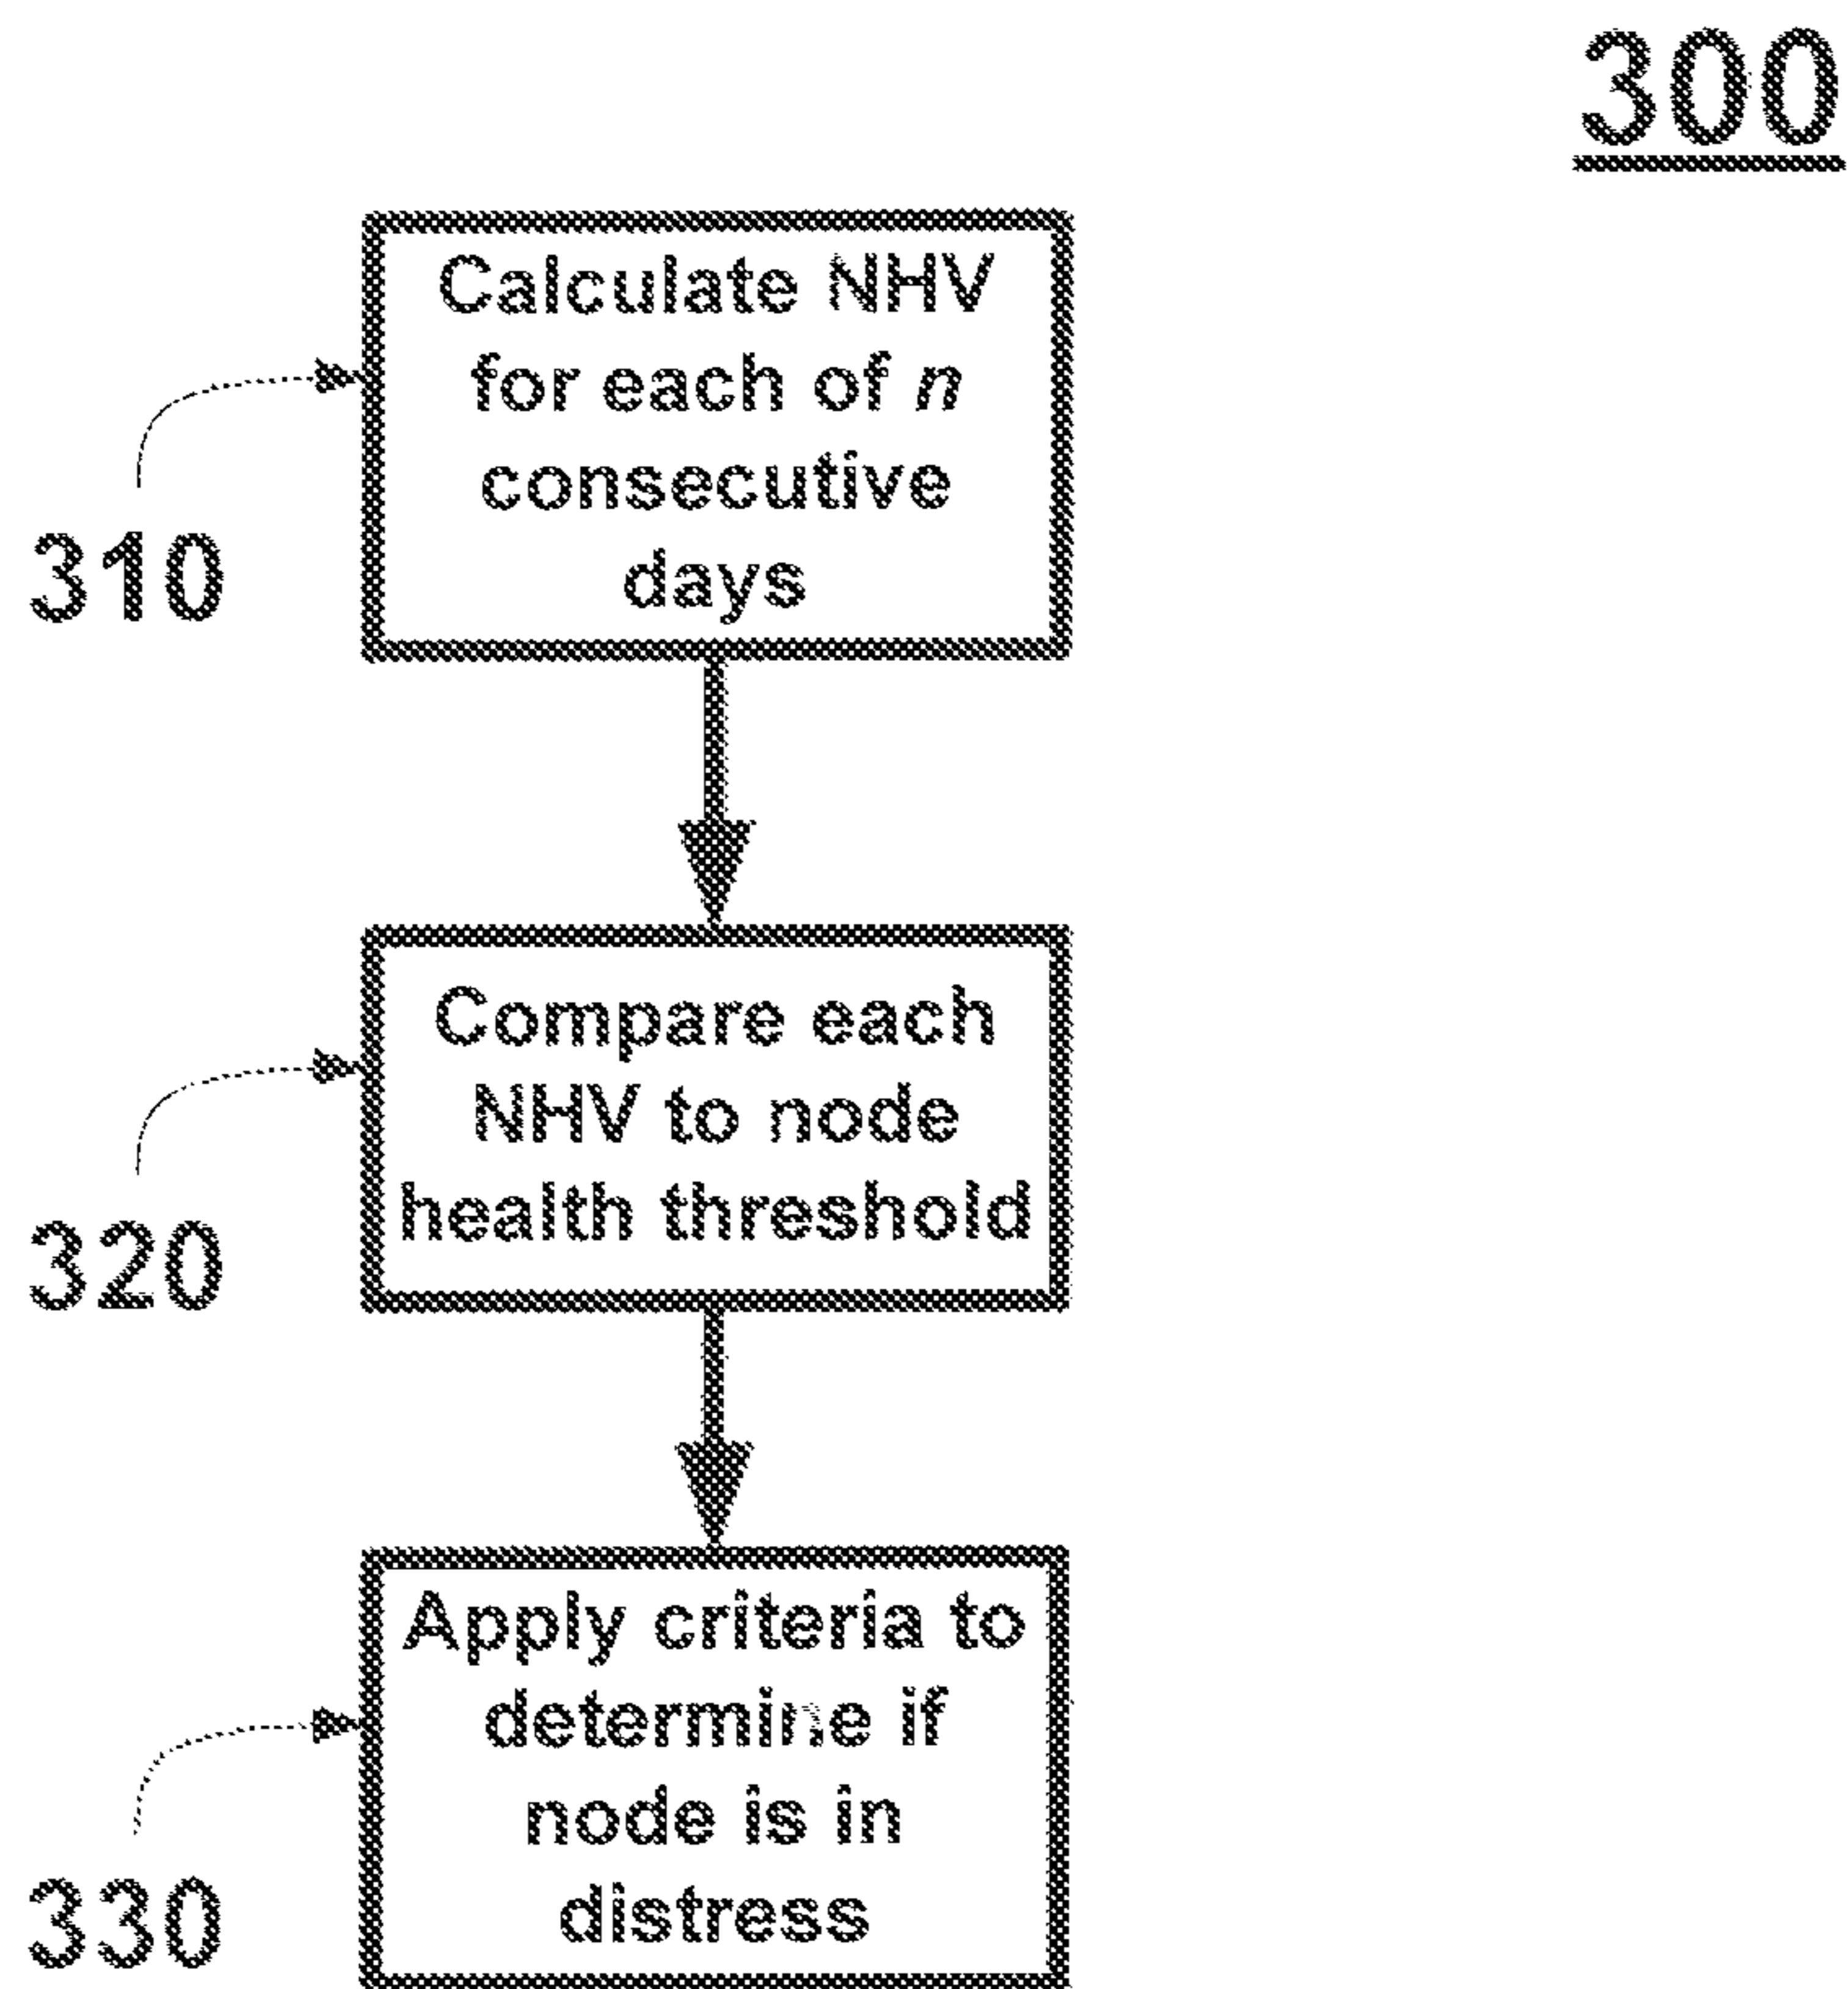 300
Calculate NHV
for each of n
consecutive
days
310
Compare each
NHV to node
health threshold
320
Apply criteria to
determine if
node is in
distress
330